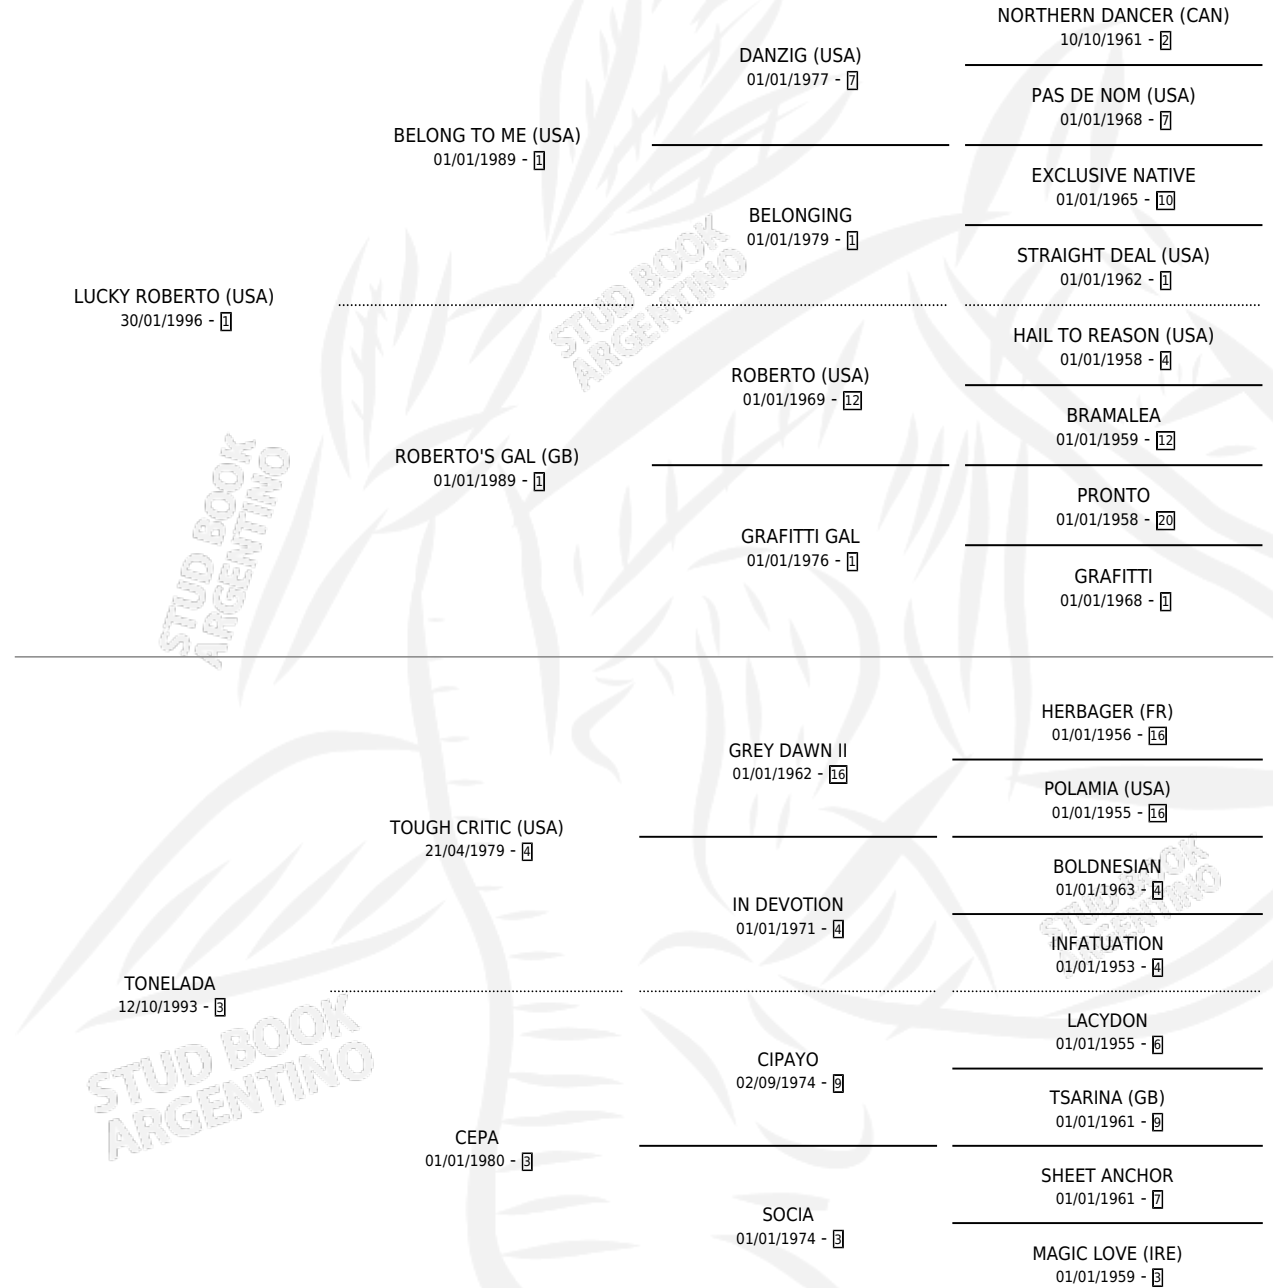 NORTHERN DANCER (CAN)
10/10/1961 - 2
DANZIG (USA)
01/01/1977 - 7
PAS DE NOM (USA)
01/01/1968 - 7
BELONG TO ME (USA)
01/01/1989 - 1
EXCLUSIVE NATIVE
01/01/1965 - 10
BELONGING
01/01/1979 - 1
STRAIGHT DEAL (USA)
01/01/1962 - 1
LUCKY ROBERTO (USA)
30/01/1996 - 1
HAIL TO REASON (USA)
01/01/1958 - 4
ROBERTO (USA)
01/01/1969 - 12
BRAMALEA
01/01/1959 - 12
ROBERTO'S GAL (GB)
01/01/1989 - 1
PRONTO
01/01/1958 - 20
GRAFITTI GAL
01/01/1976 - 1
GRAFITTI
01/01/1968 - 1
HERBAGER (FR)
01/01/1956 - 16
GREY DAWN II
01/01/1962 - 16
POLAMIA (USA)
01/01/1955 - 16
TOUGH CRITIC (USA)
21/04/1979 - 4
BOLDNESIAN
01/01/1963 - 4
IN DEVOTION
01/01/1971 - 4
INFATUATION
01/01/1953 - 4
TONELADA
12/10/1993 - 3
LACYDON
01/01/1955 - 6
CIPAYO
02/09/1974 - 9
TSARINA (GB)
01/01/1961 - 9
CEPA
01/01/1980 - 3
SHEET ANCHOR
01/01/1961 - 7
SOCIA
01/01/1974 - 3
MAGIC LOVE (IRE)
01/01/1959 - 3
STUD BOOK
ARGENTINO
STUD BOOK
ARGENTINO
STUD BOOK
ARGENTINO
STUD BOOK
ARGENTINO